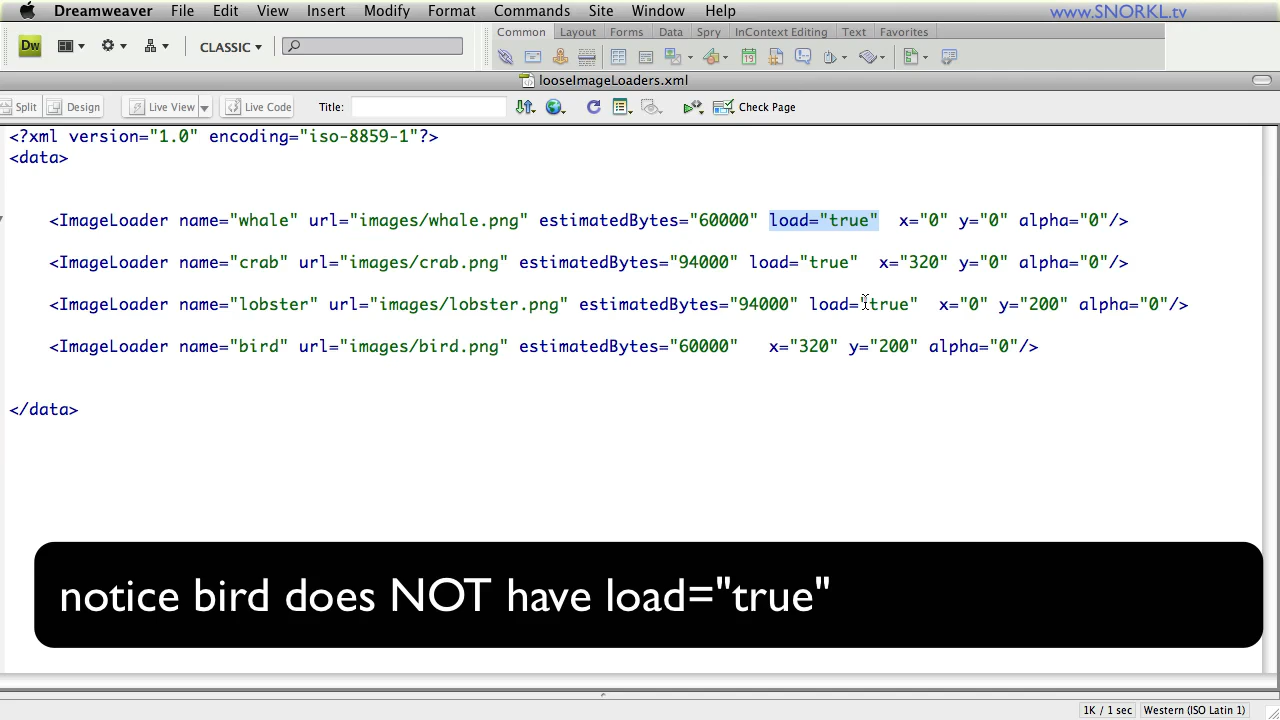 Dreamweaver File Edit View Insert Modify Format Commands Site Window Help www.SNORKL.tv
Dw CLASSIC
Common Layout Forms Data Spry InContext Editing Text Favorites
19
looseImageLoaders.xml
Split Design Live View Live Code Title: Check Page
<?xml version="1.0" encoding="iso-8859-1"?>
<data>
<ImageLoader name="whale" url="images/whale.png" estimatedBytes="60000" load="true" x="0" y="0" alpha="0"/>
<ImageLoader name="crab" url="images/crab.png" estimatedBytes="94000" load="true" x="320" y="0" alpha="0"/>
<ImageLoader name="lobster" url="images/lobster.png" estimatedBytes="94000" load="true" x="0" y="200" alpha="0"/>
<ImageLoader name="bird" url="images/bird.png" estimatedBytes="60000" x="320" y="200" alpha="0"/>
</data>
notice bird does NOT have load="true"
1K / 1 sec Western (ISO Latin 1)